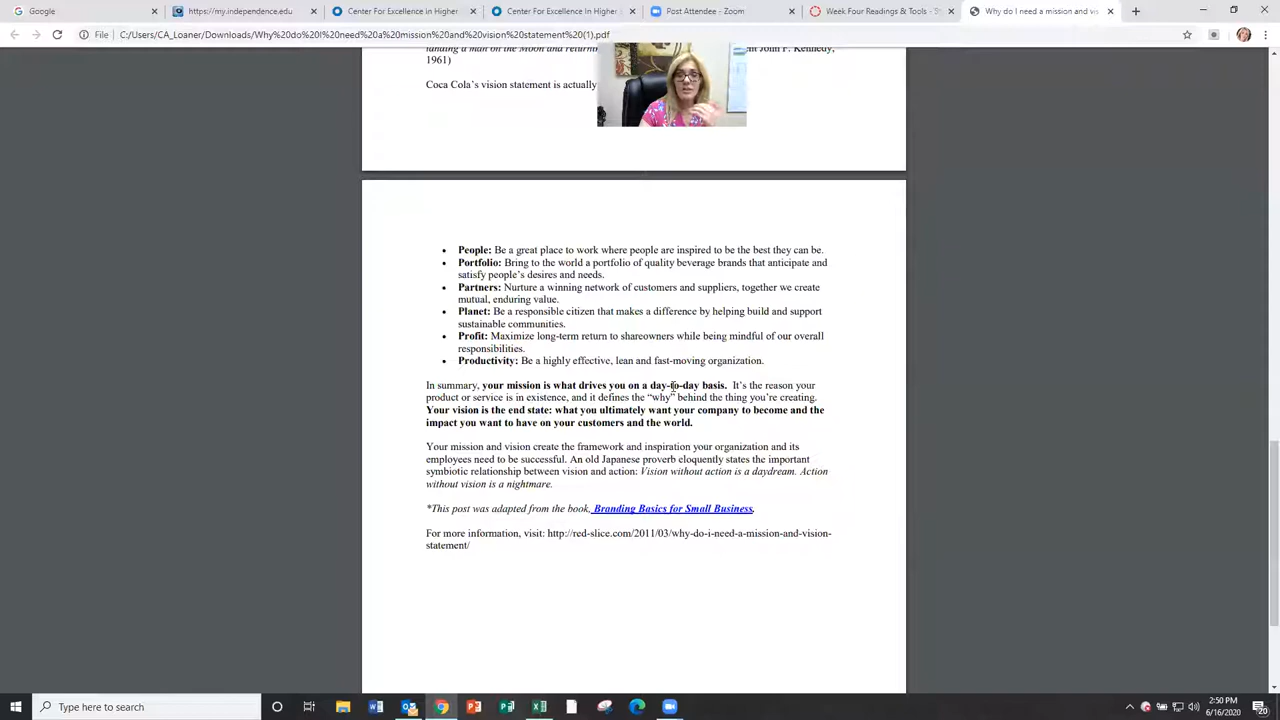 Google
https://my.independence.edu
Center For Excellence In Higher
Center For Excellence In Higher
Post Attendee - Zoom
Week Four Readings & Tools - S
Why do I need a mission and vis
File | C:/Users/CA_Loaner/Downloads/Why%20do%20I%20need%20a%20mission%20and%20vision%20statement%20(1).pdf
landing a man on the Moon and return
John F. Kennedy,
1961)
Coca Cola's vision statement is actually
• People: Be a great place to work where people are inspired to be the best they can be.
• Portfolio: Bring to the world a portfolio of quality beverage brands that anticipate and
satisfy people's desires and needs.
• Partners: Nurture a winning network of customers and suppliers, together we create
mutual, enduring value.
• Planet: Be a responsible citizen that makes a difference by helping build and support
sustainable communities.
• Profit: Maximize long-term return to shareowners while being mindful of our overall
responsibilities.
• Productivity: Be a highly effective, lean and fast-moving organization.
In summary, your mission is what drives you on a day-to-day basis. It's the reason your
product or service is in existence, and it defines the “why” behind the thing you're creating.
Your vision is the end state: what you ultimately want your company to become and the
impact you want to have on your customers and the world.
Your mission and vision create the framework and inspiration your organization and its
employees need to be successful. An old Japanese proverb eloquently states the important
symbiotic relationship between vision and action: Vision without action is a daydream. Action
without vision is a nightmare.
*This post was adapted from the book, Branding Basics for Small Business.
For more information, visit: http://red-slice.com/2011/03/why-do-i-need-a-mission-and-vision-
statement/
Type here to search
2:50 PM
6/16/2020
20